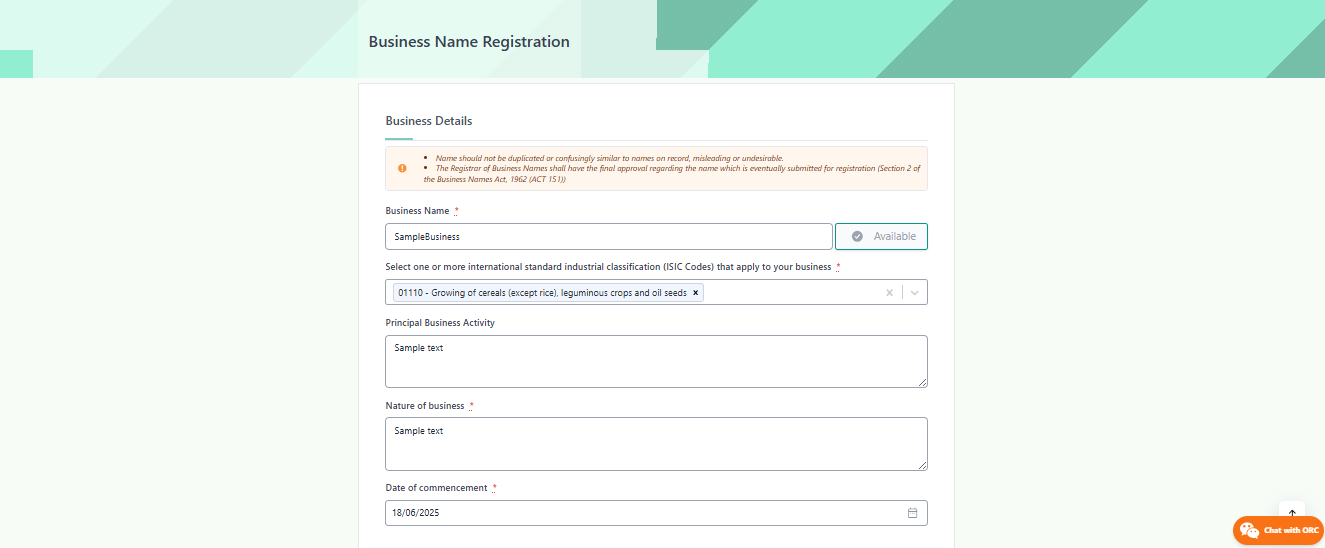 Business Name Registration
Business Details
• Name should not be duplicated or confusingly similar to names on record, misleading or undesirable.
• The Registrar of Business Names shall have the final approval regarding the name which is eventually submitted for registration (Section 2 of
the Business Names Act, 1962 (ACT 151))
Business Name *
SampleBusiness
Available
Select one or more international standard industrial classification (ISIC Codes) that apply to your business *
01110 - Growing of cereals (except rice), leguminous crops and oil seeds ×
Principal Business Activity
Sample text
Nature of business *
Sample text
Date of commencement *
18/06/2025
Chat with ORC